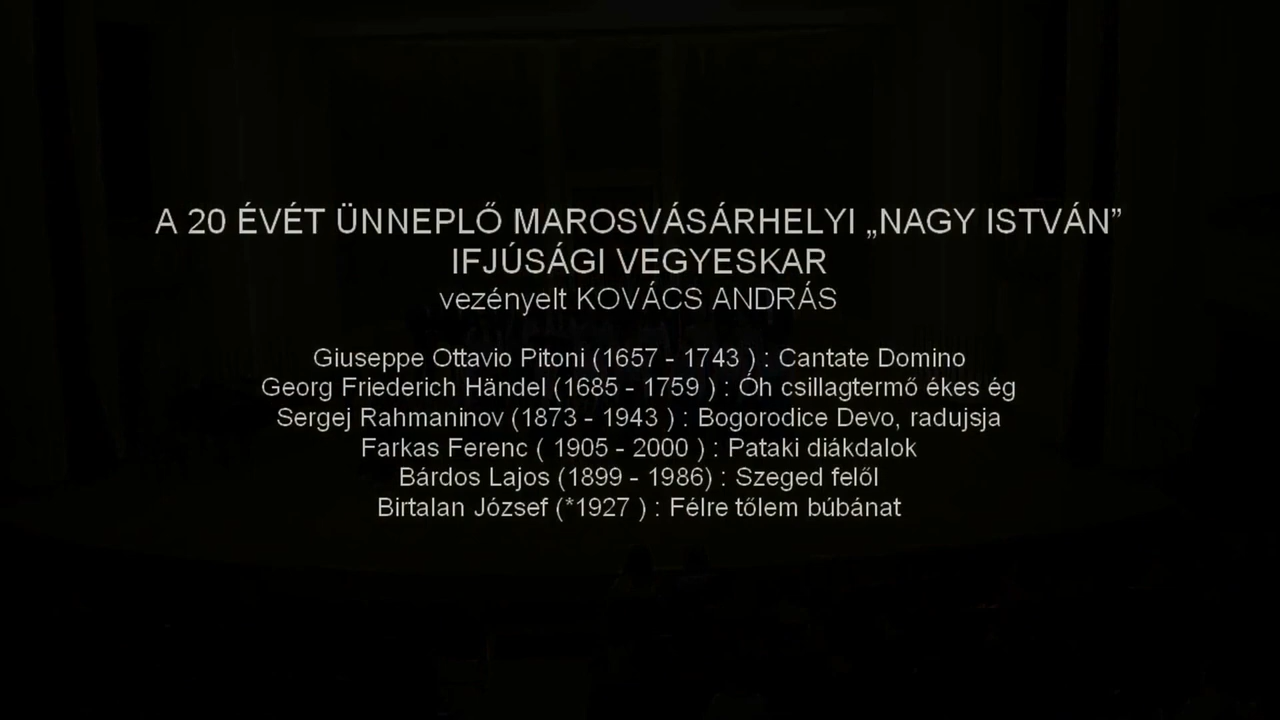 A 20 ÉVÉT ÜNNEPLŐ MAROSVÁSÁRHELYI „NAGY ISTVÁN”
IFJÚSÁGI VEGYESKAR
vezényelt KOVÁCS ANDRÁS
Giuseppe Ottavio Pitoni (1657 - 1743 ) : Cantate Domino
Georg Friederich Händel (1685 - 1759 ) : Óh csillagtermő ékes ég
Sergej Rahmaninov (1873 - 1943 ) : Bogorodice Devo, radujsja
Farkas Ferenc ( 1905 - 2000 ) : Pataki diákdalok
Bárdos Lajos (1899 - 1986) : Szeged felől
Birtalan József (*1927 ) : Félre tőlem búbánat